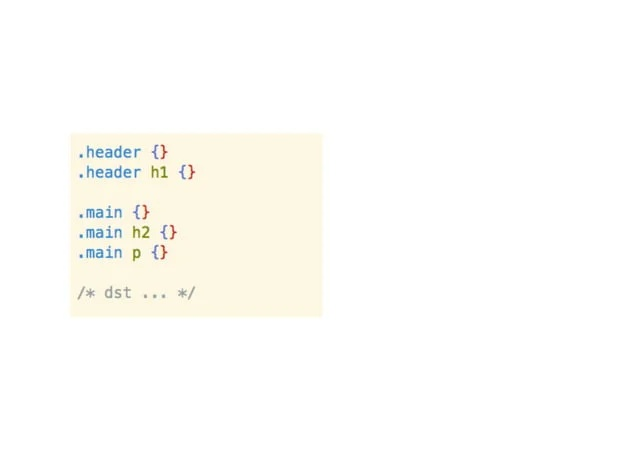 .header {}
.header h1 {}
.main {}
.main h2 {}
.main p {}
/* dst ... */